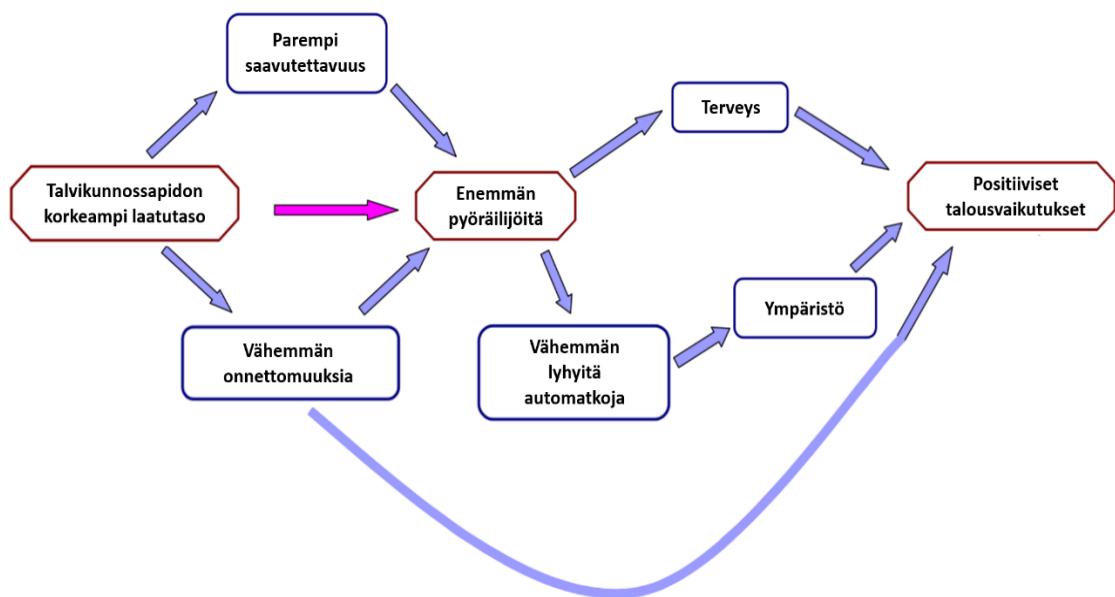 Parempi
saavutettavuus
Terveys
Talvikunnossapidon
korkeampi laatutaso
Enemmän
pyöräilijöitä
Positiiviset
talousvaikutukset
Ympäristö
Vähemmän
onnettomuuksia
Vähemmän
lyhyitä
automatkoja